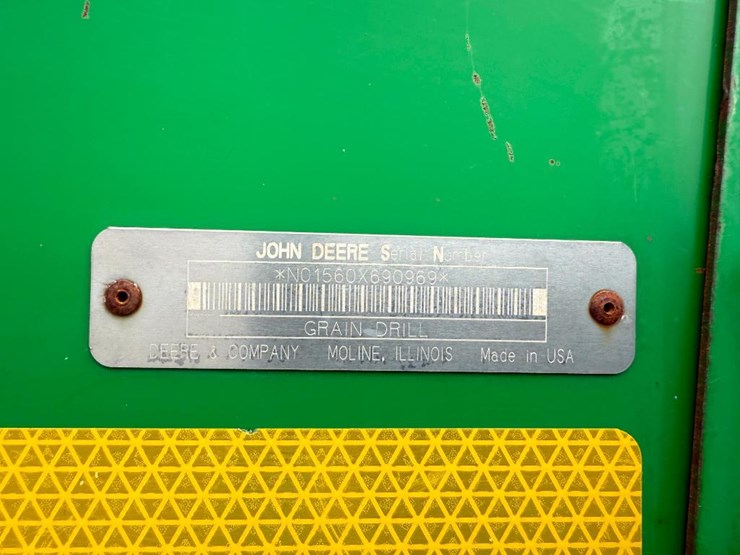 JOHN DEERE Serial Number
*N01560X690969*
GRAIN DRILL
DEERE & COMPANY MOLINE, ILLINOIS Made in USA